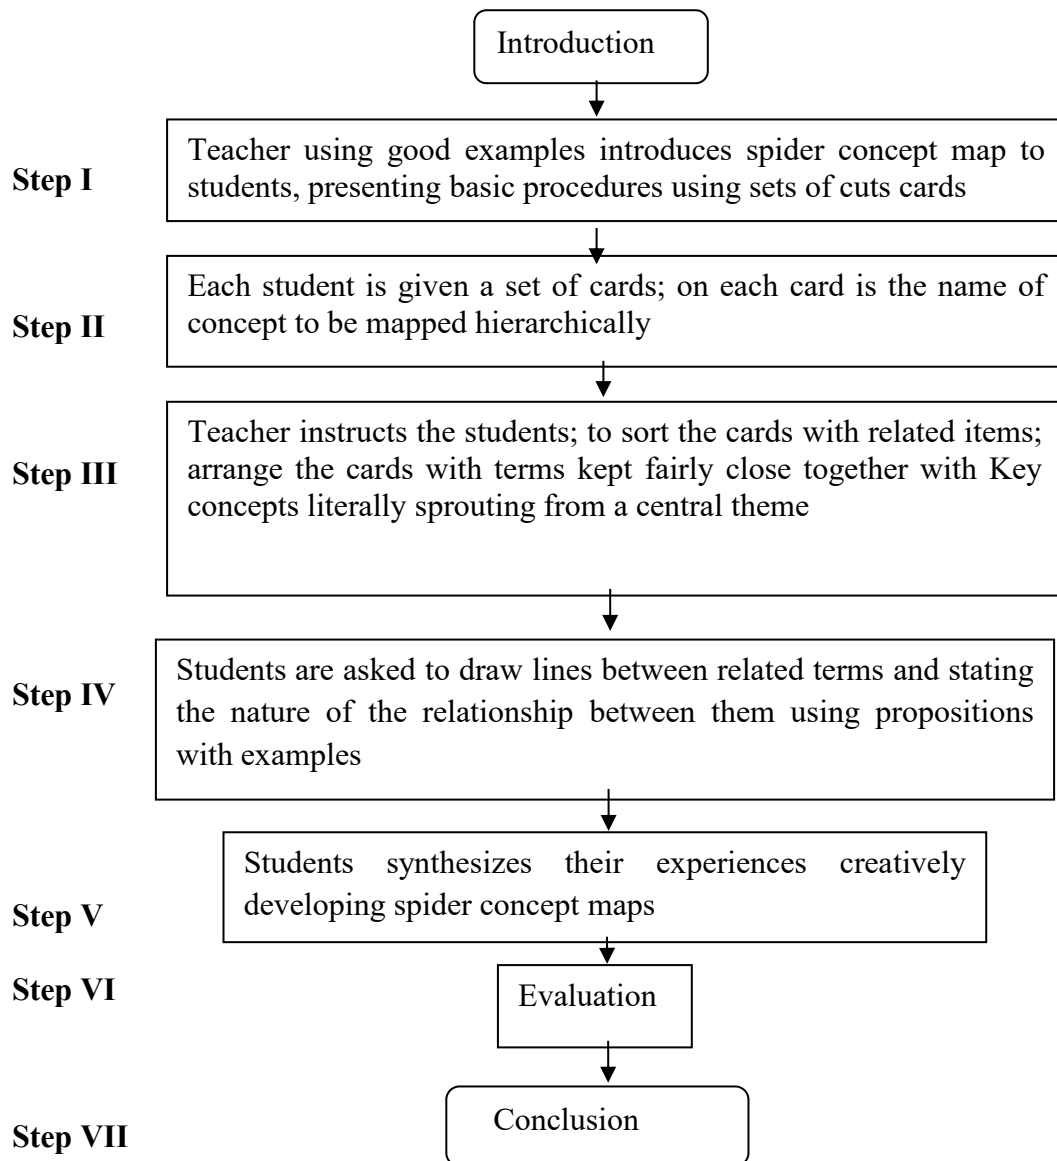 Introduction
Step I
Teacher using good examples introduces spider concept map to
students, presenting basic procedures using sets of cuts cards
Step II
Each student is given a set of cards; on each card is the name of
concept to be mapped hierarchically
Step III
Teacher instructs the students; to sort the cards with related items;
arrange the cards with terms kept fairly close together with Key
concepts literally sprouting from a central theme
Step IV
Students are asked to draw lines between related terms and stating
the nature of the relationship between them using propositions
with examples
Step V
Students synthesizes their experiences creatively
developing spider concept maps
Step VI
Evaluation
Step VII
Conclusion